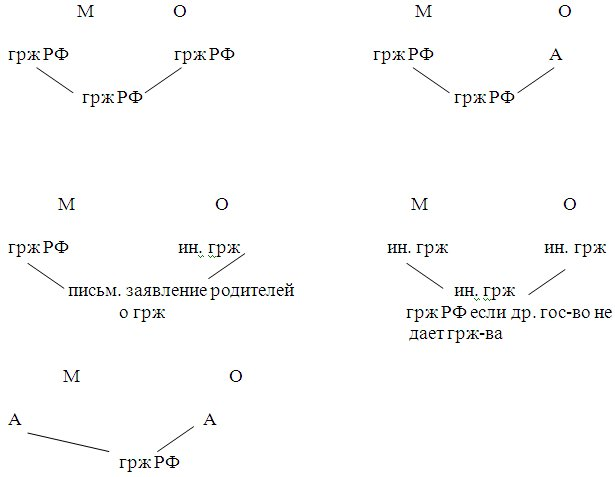 М О
грж РФ грж РФ
грж РФ
М О
грж РФ А
грж РФ
М О
грж РФ ин. грж
письм. заявление родителей
о грж
М О
ин. грж ин. грж
ин. грж
грж РФ если др. гос-во не
дает грж-ва
М О
А А
грж РФ